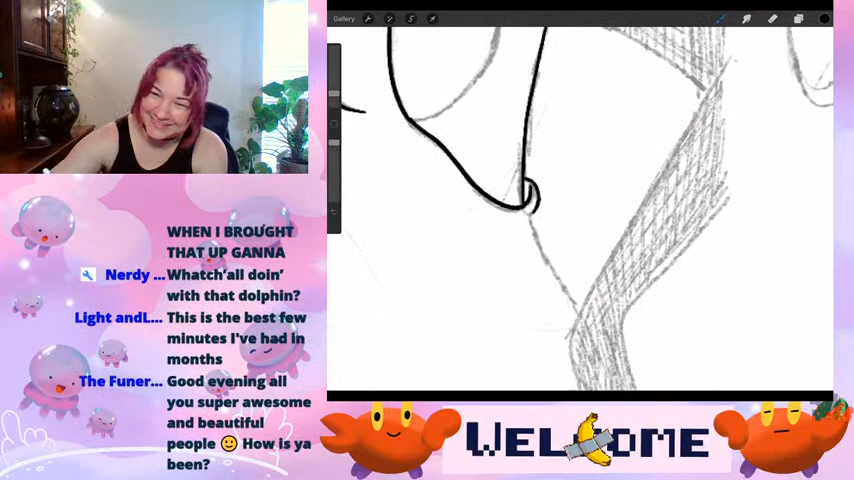 Gallery
WHEN I BROUGHT
THAT UP GANNA
Nerdy ... Whatch'all doin'
with that dolphin?
Light andL... This is the best few
minutes I've had in
months
The Funer... Good evening all
you super awesome
and beautiful
people 🙂 How is ya
been?
WELCOME